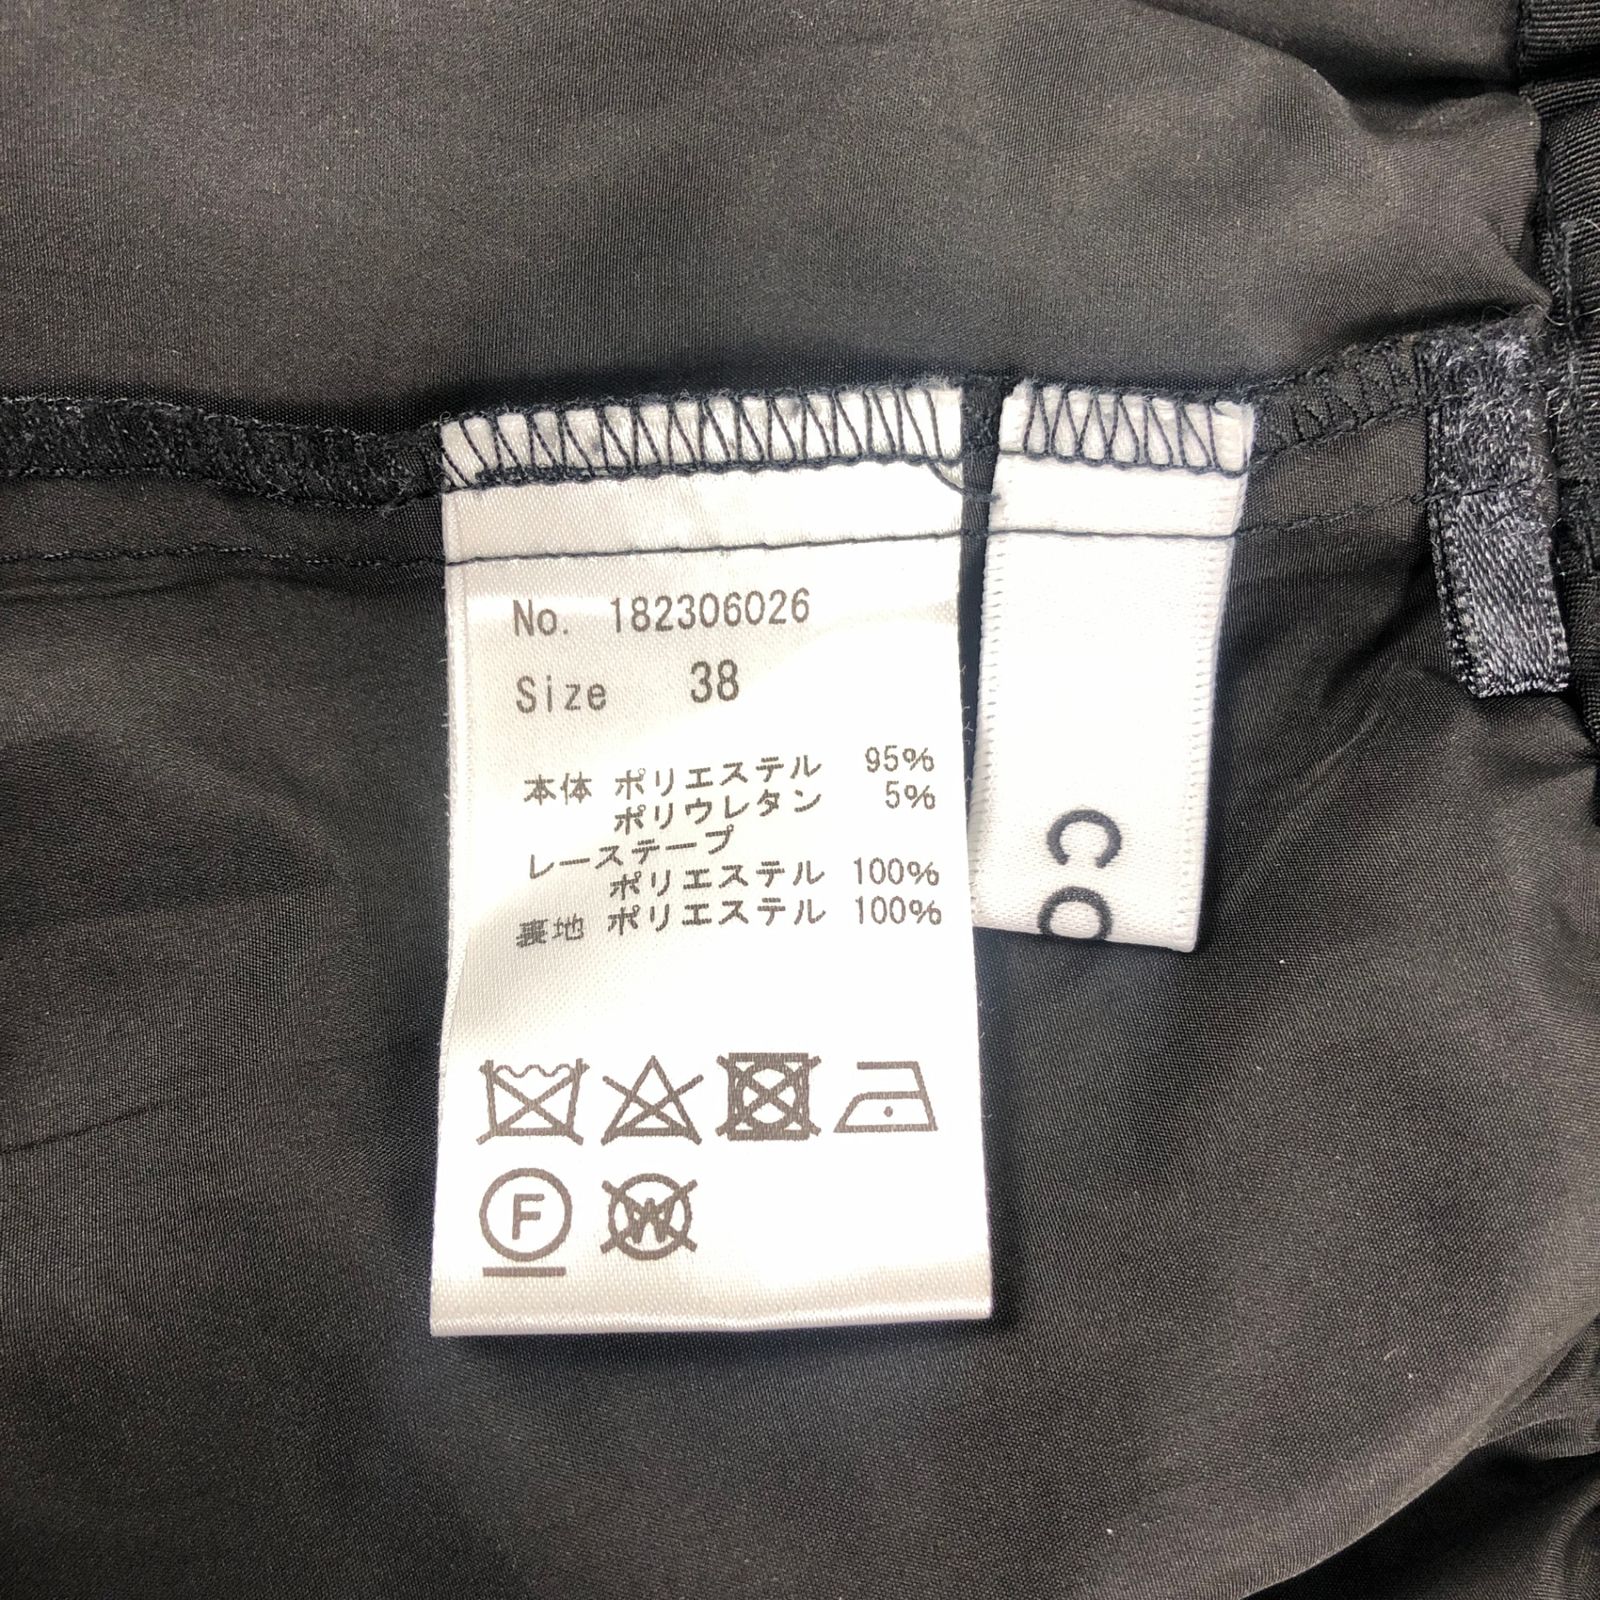 No. 182306026
Size 38
本体 ポリエステル 95%
ポリウレタン 5%
レーステープ
ポリエステル 100%
裏地 ポリエステル 100%
F
W
CO